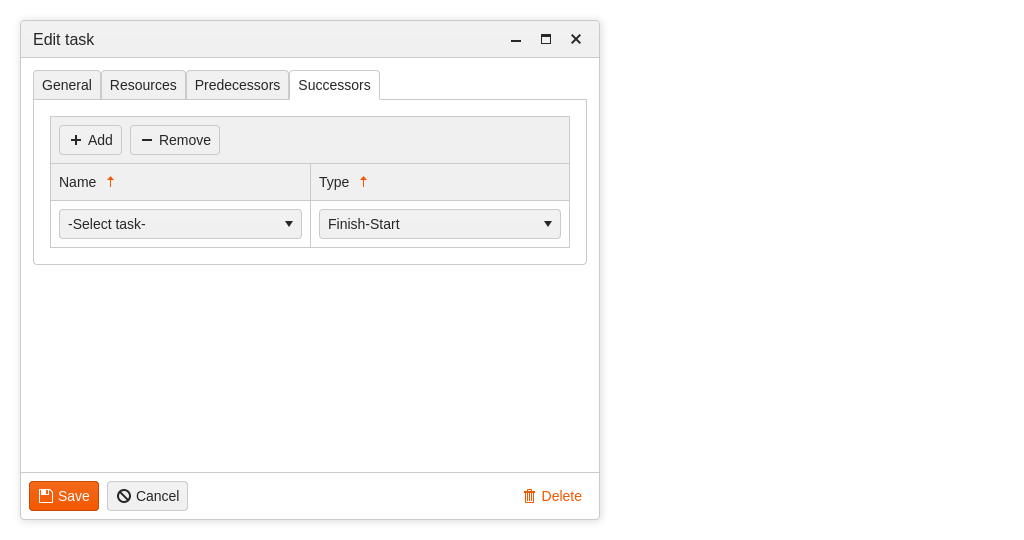 Edit task
General Resources Predecessors Successors
Add Remove
Name Type
-Select task- Finish-Start
Save Cancel Delete